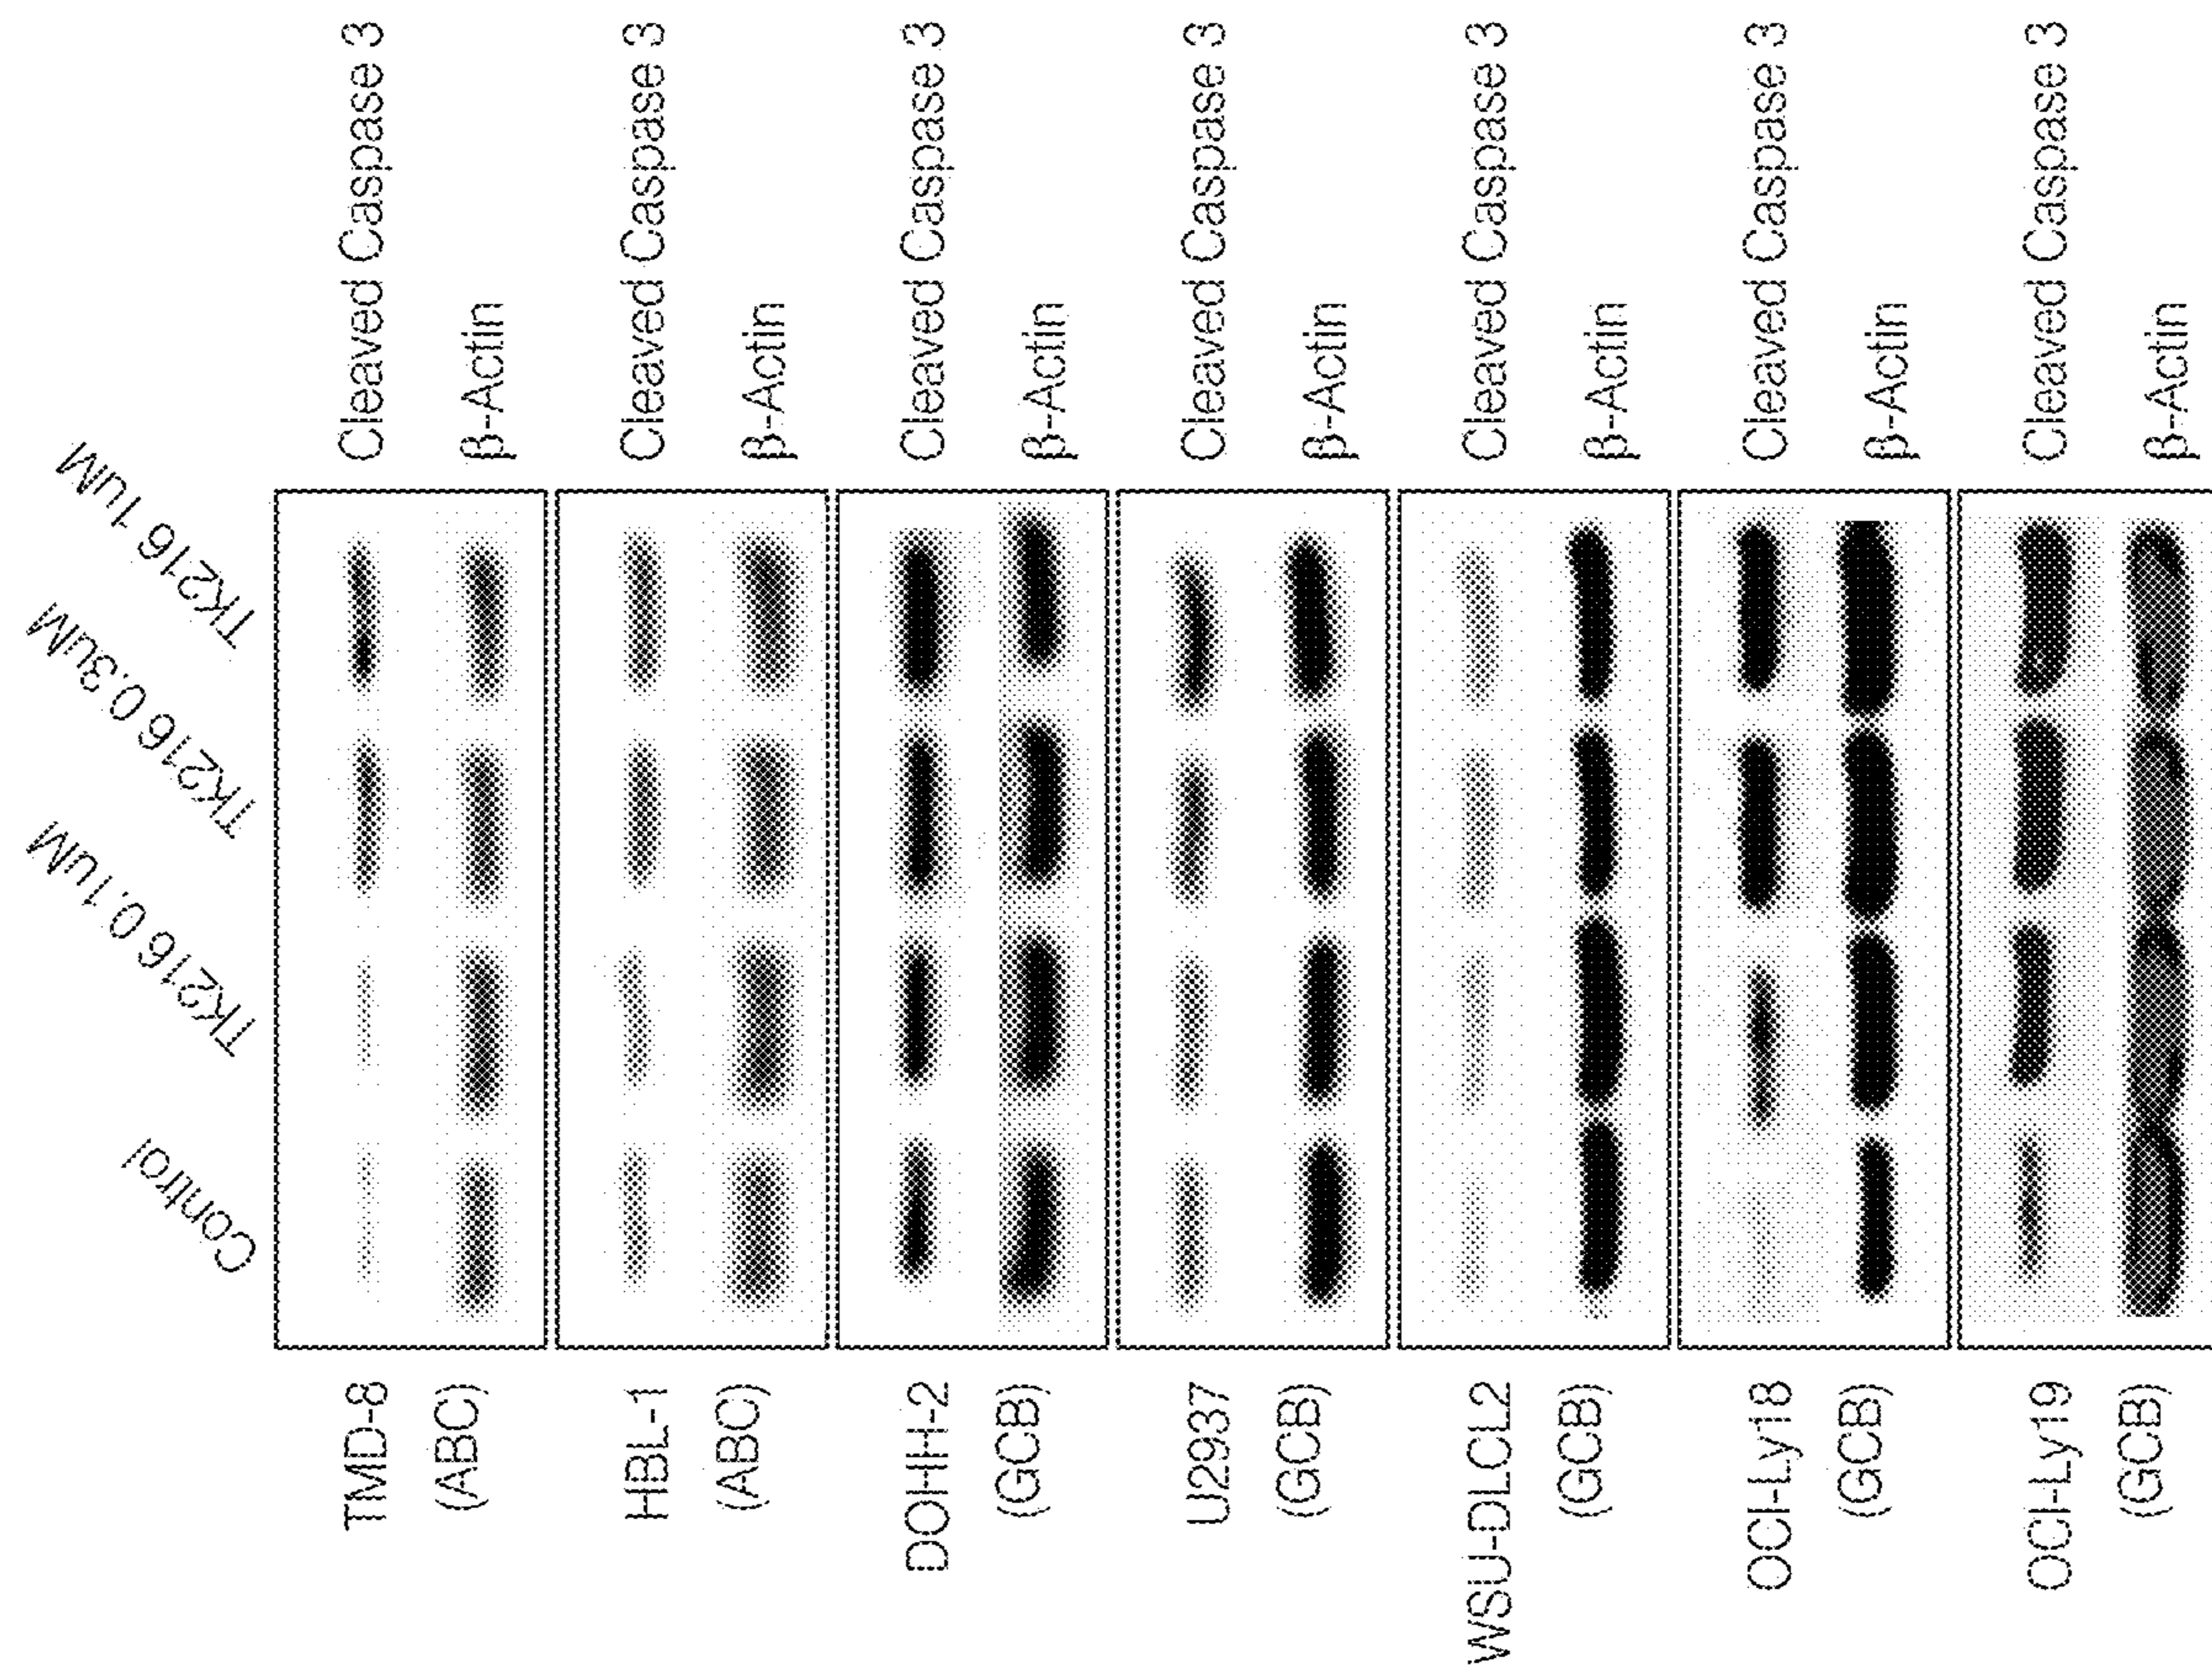 Control
TK216 0.1uM
TK216 0.3uM
TK216 1uM
TMD-8
(ABC)
Cleaved Caspase 3
β-Actin
HBL-1
(ABC)
Cleaved Caspase 3
β-Actin
DOHH-2
(GCB)
Cleaved Caspase 3
β-Actin
U2937
(GCB)
Cleaved Caspase 3
β-Actin
WSU-DLCL2
(GCB)
Cleaved Caspase 3
β-Actin
OCI-Ly18
(GCB)
Cleaved Caspase 3
β-Actin
OCI-Ly19
(GCB)
Cleaved Caspase 3
β-Actin